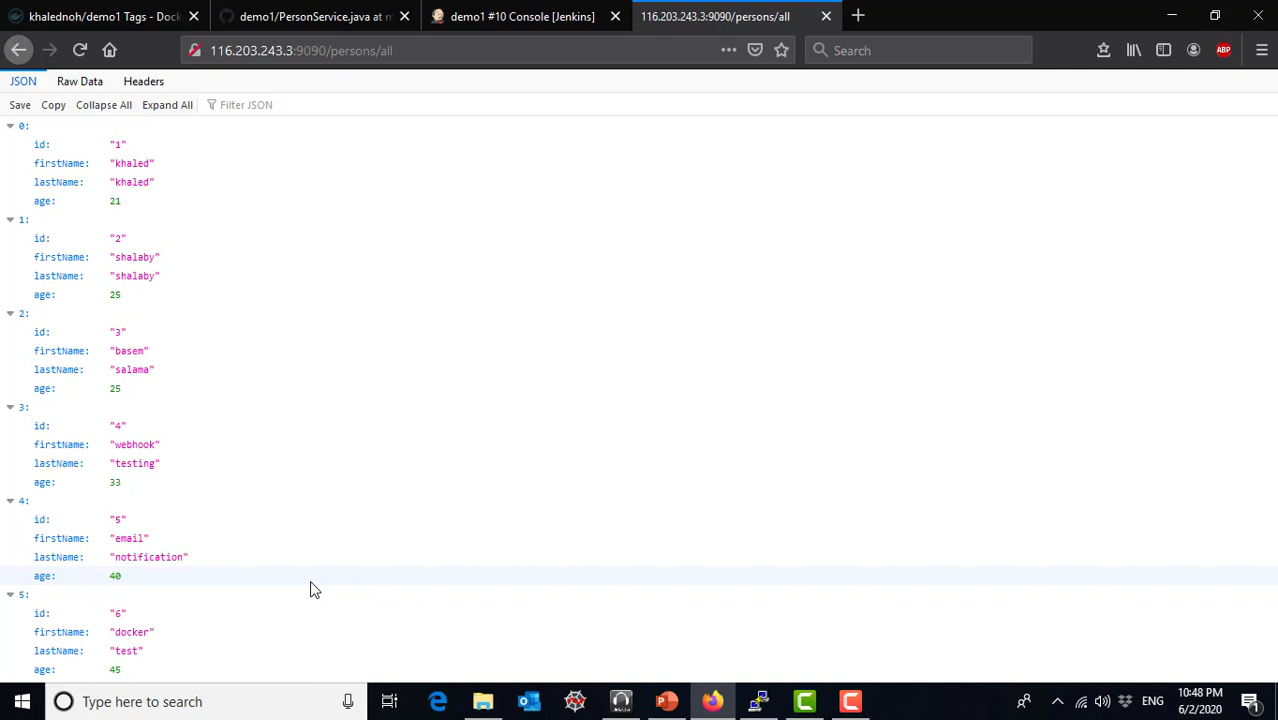 khalednoh/demo1 Tags - Dock
demo1/PersonService.java at m
demo1 #10 Console [Jenkins]
116.203.243.3:9090/persons/all
116.203.243.3:9090/persons/all
Search
ABP
JSON
Raw Data
Headers
Save
Copy
Collapse All
Expand All
Filter JSON
0:
id: "1"
firstName: "khaled"
lastName: "khaled"
age: 21
1:
id: "2"
firstName: "shalaby"
lastName: "shalaby"
age: 25
2:
id: "3"
firstName: "basem"
lastName: "salama"
age: 25
3:
id: "4"
firstName: "webhook"
lastName: "testing"
age: 33
4:
id: "5"
firstName: "email"
lastName: "notification"
age: 40
5:
id: "6"
firstName: "docker"
lastName: "test"
age: 45
Type here to search
ENG
10:48 PM
6/2/2020
1